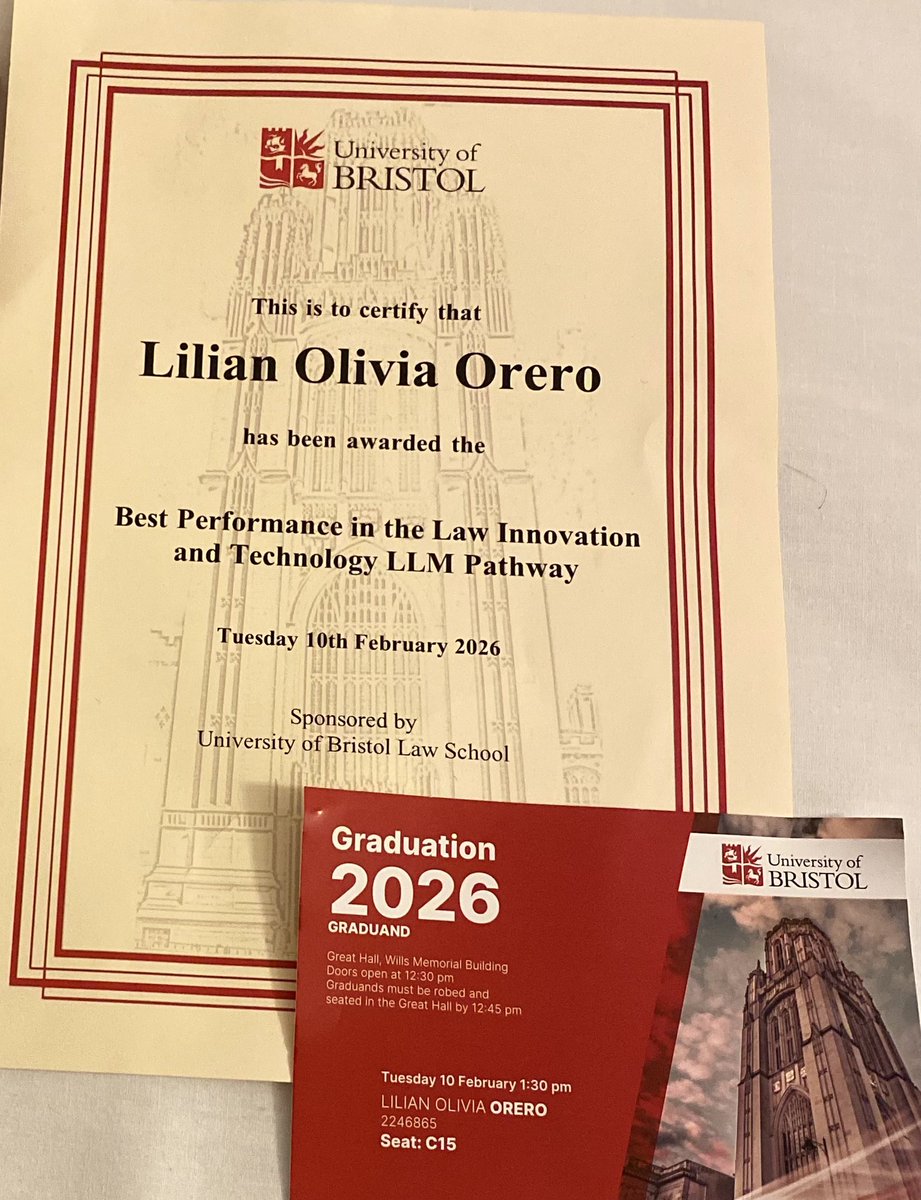 University of
BRISTOL
This is to certify that
Lilian Olivia Orero
has been awarded the
Best Performance in the Law Innovation
and Technology LLM Pathway
Tuesday 10th February 2026
Sponsored by
University of Bristol Law School
Graduation
2026
GRADUAND
Great Hall, Wills Memorial Building
Doors open at 12:30 pm
Graduands must be robed and
seated in the Great Hall by 12:45 pm
Tuesday 10 February 1:30 pm
LILIAN OLIVIA ORERO
2246865
Seat: C15
University of
BRISTOL